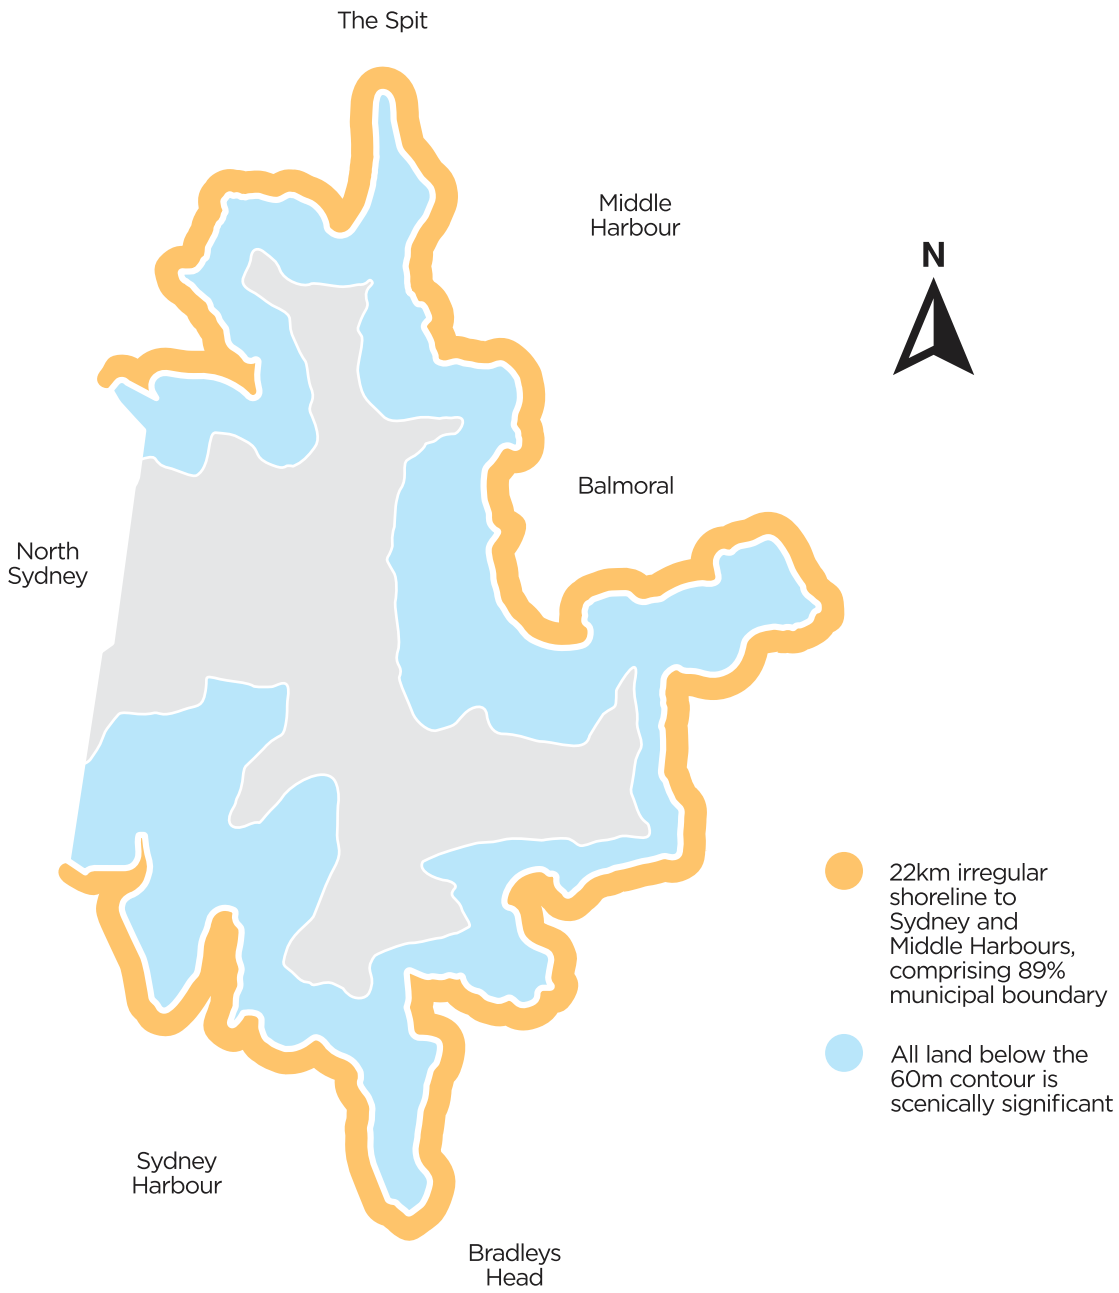 The Spit
Middle
Harbour
N
Balmoral
North
Sydney
22km irregular
shoreline to
Sydney and
Middle Harbours,
comprising 89%
municipal boundary
All land below the
60m contour is
scenically significant
Sydney
Harbour
Bradleys
Head